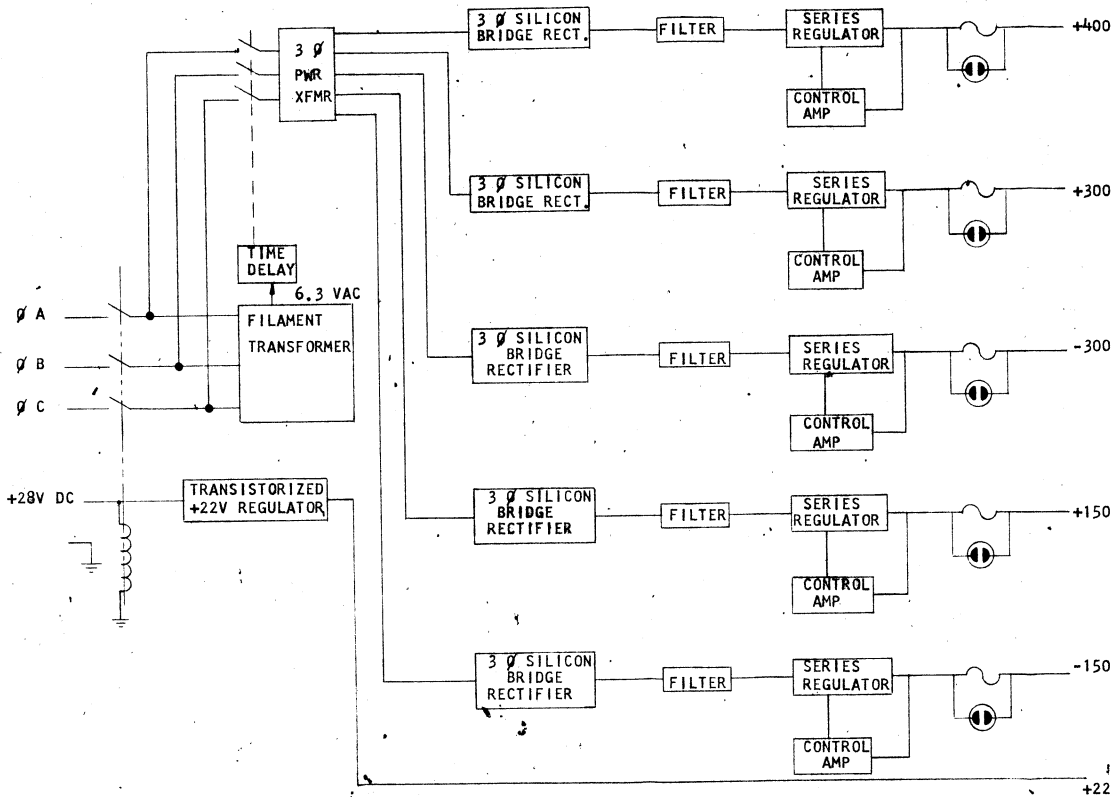 3 Ø SILICON
BRIDGE RECT.
FILTER
SERIES
REGULATOR
+400
3 Ø
PWR
XFMR
CONTROL
AMP
3 Ø SILICON
BRIDGE RECT.
FILTER
SERIES
REGULATOR
+300
CONTROL
AMP
TIME
DELAY
6.3 VAC
Ø A
Ø B
Ø C
FILAMENT
TRANSFORMER
3 Ø SILICON
BRIDGE
RECTIFIER
FILTER
SERIES
REGULATOR
-300
CONTROL
AMP
+28V DC
TRANSISTORIZED
+22V REGULATOR
3 Ø SILICON
BRIDGE
RECTIFIER
FILTER
SERIES
REGULATOR
+150
CONTROL
AMP
3 Ø SILICON
BRIDGE
RECTIFIER
FILTER
SERIES
REGULATOR
-150
CONTROL
AMP
+22